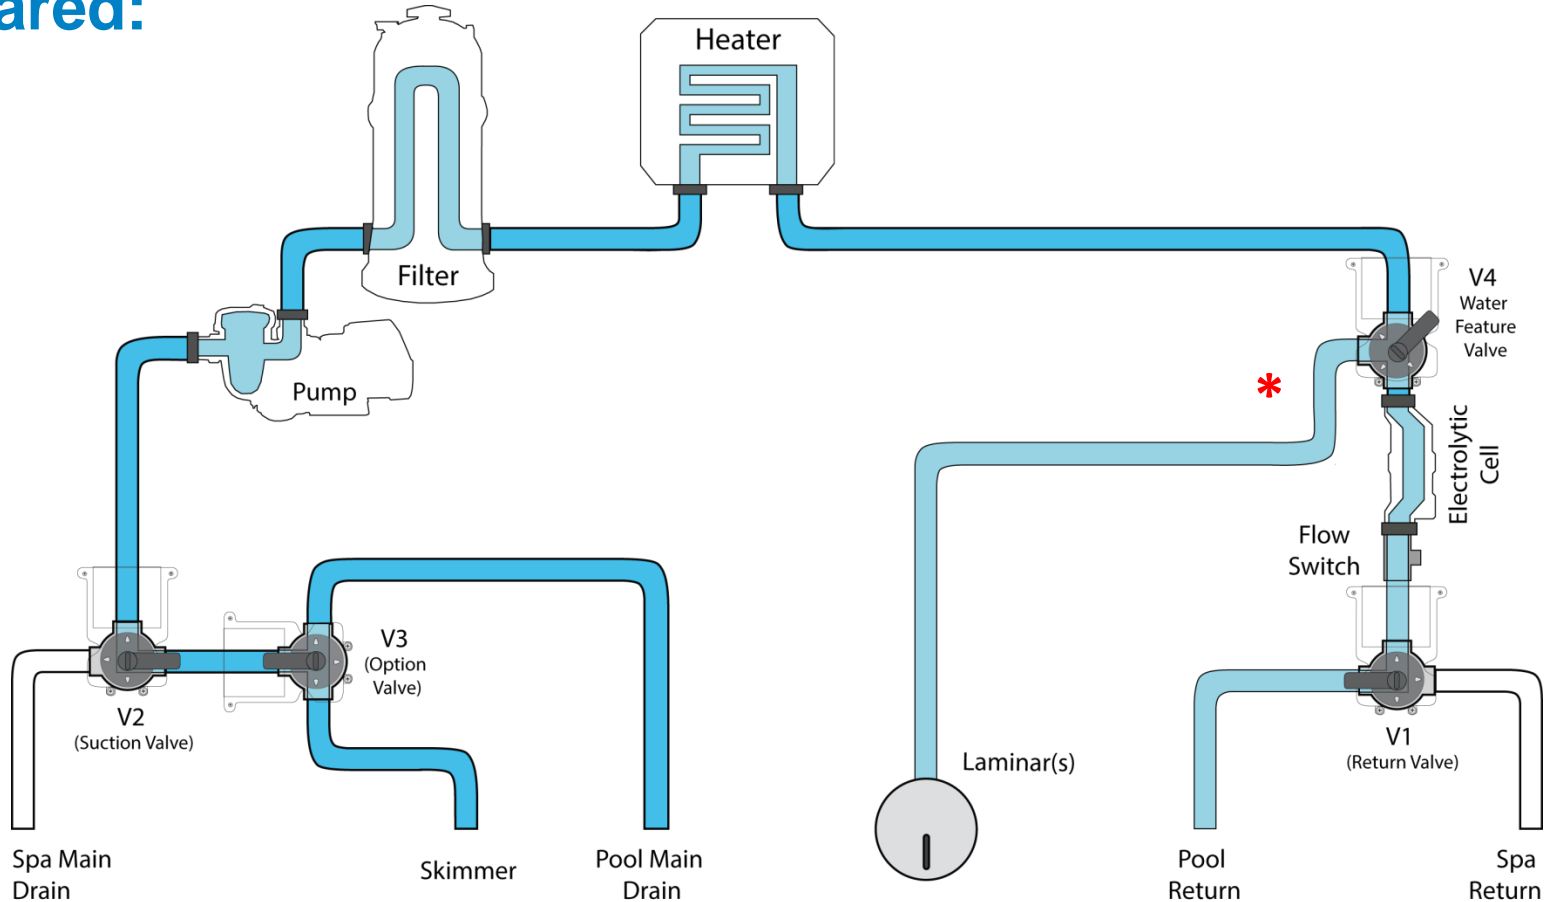 ared:
Heater
Filter
Pump
V4
Water
Feature
Valve
*
Electrolytic
Cell
Flow
Switch
V3
(Option
Valve)
V2
(Suction Valve)
V1
(Return Valve)
Laminar(s)
Spa Main
Drain
Skimmer
Pool Main
Drain
Pool
Return
Spa
Return